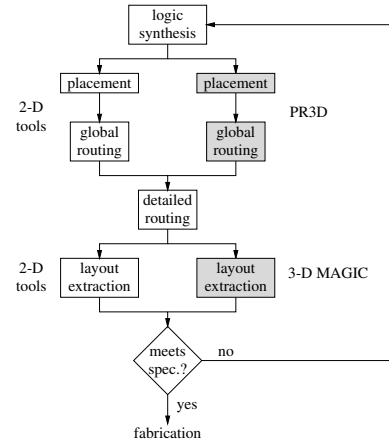 logic
synthesis
placement
placement
2-D
tools
PR3D
global
routing
global
routing
detailed
routing
2-D
tools
layout
extraction
layout
extraction
3-D MAGIC
meets
spec.?
no
yes
fabrication